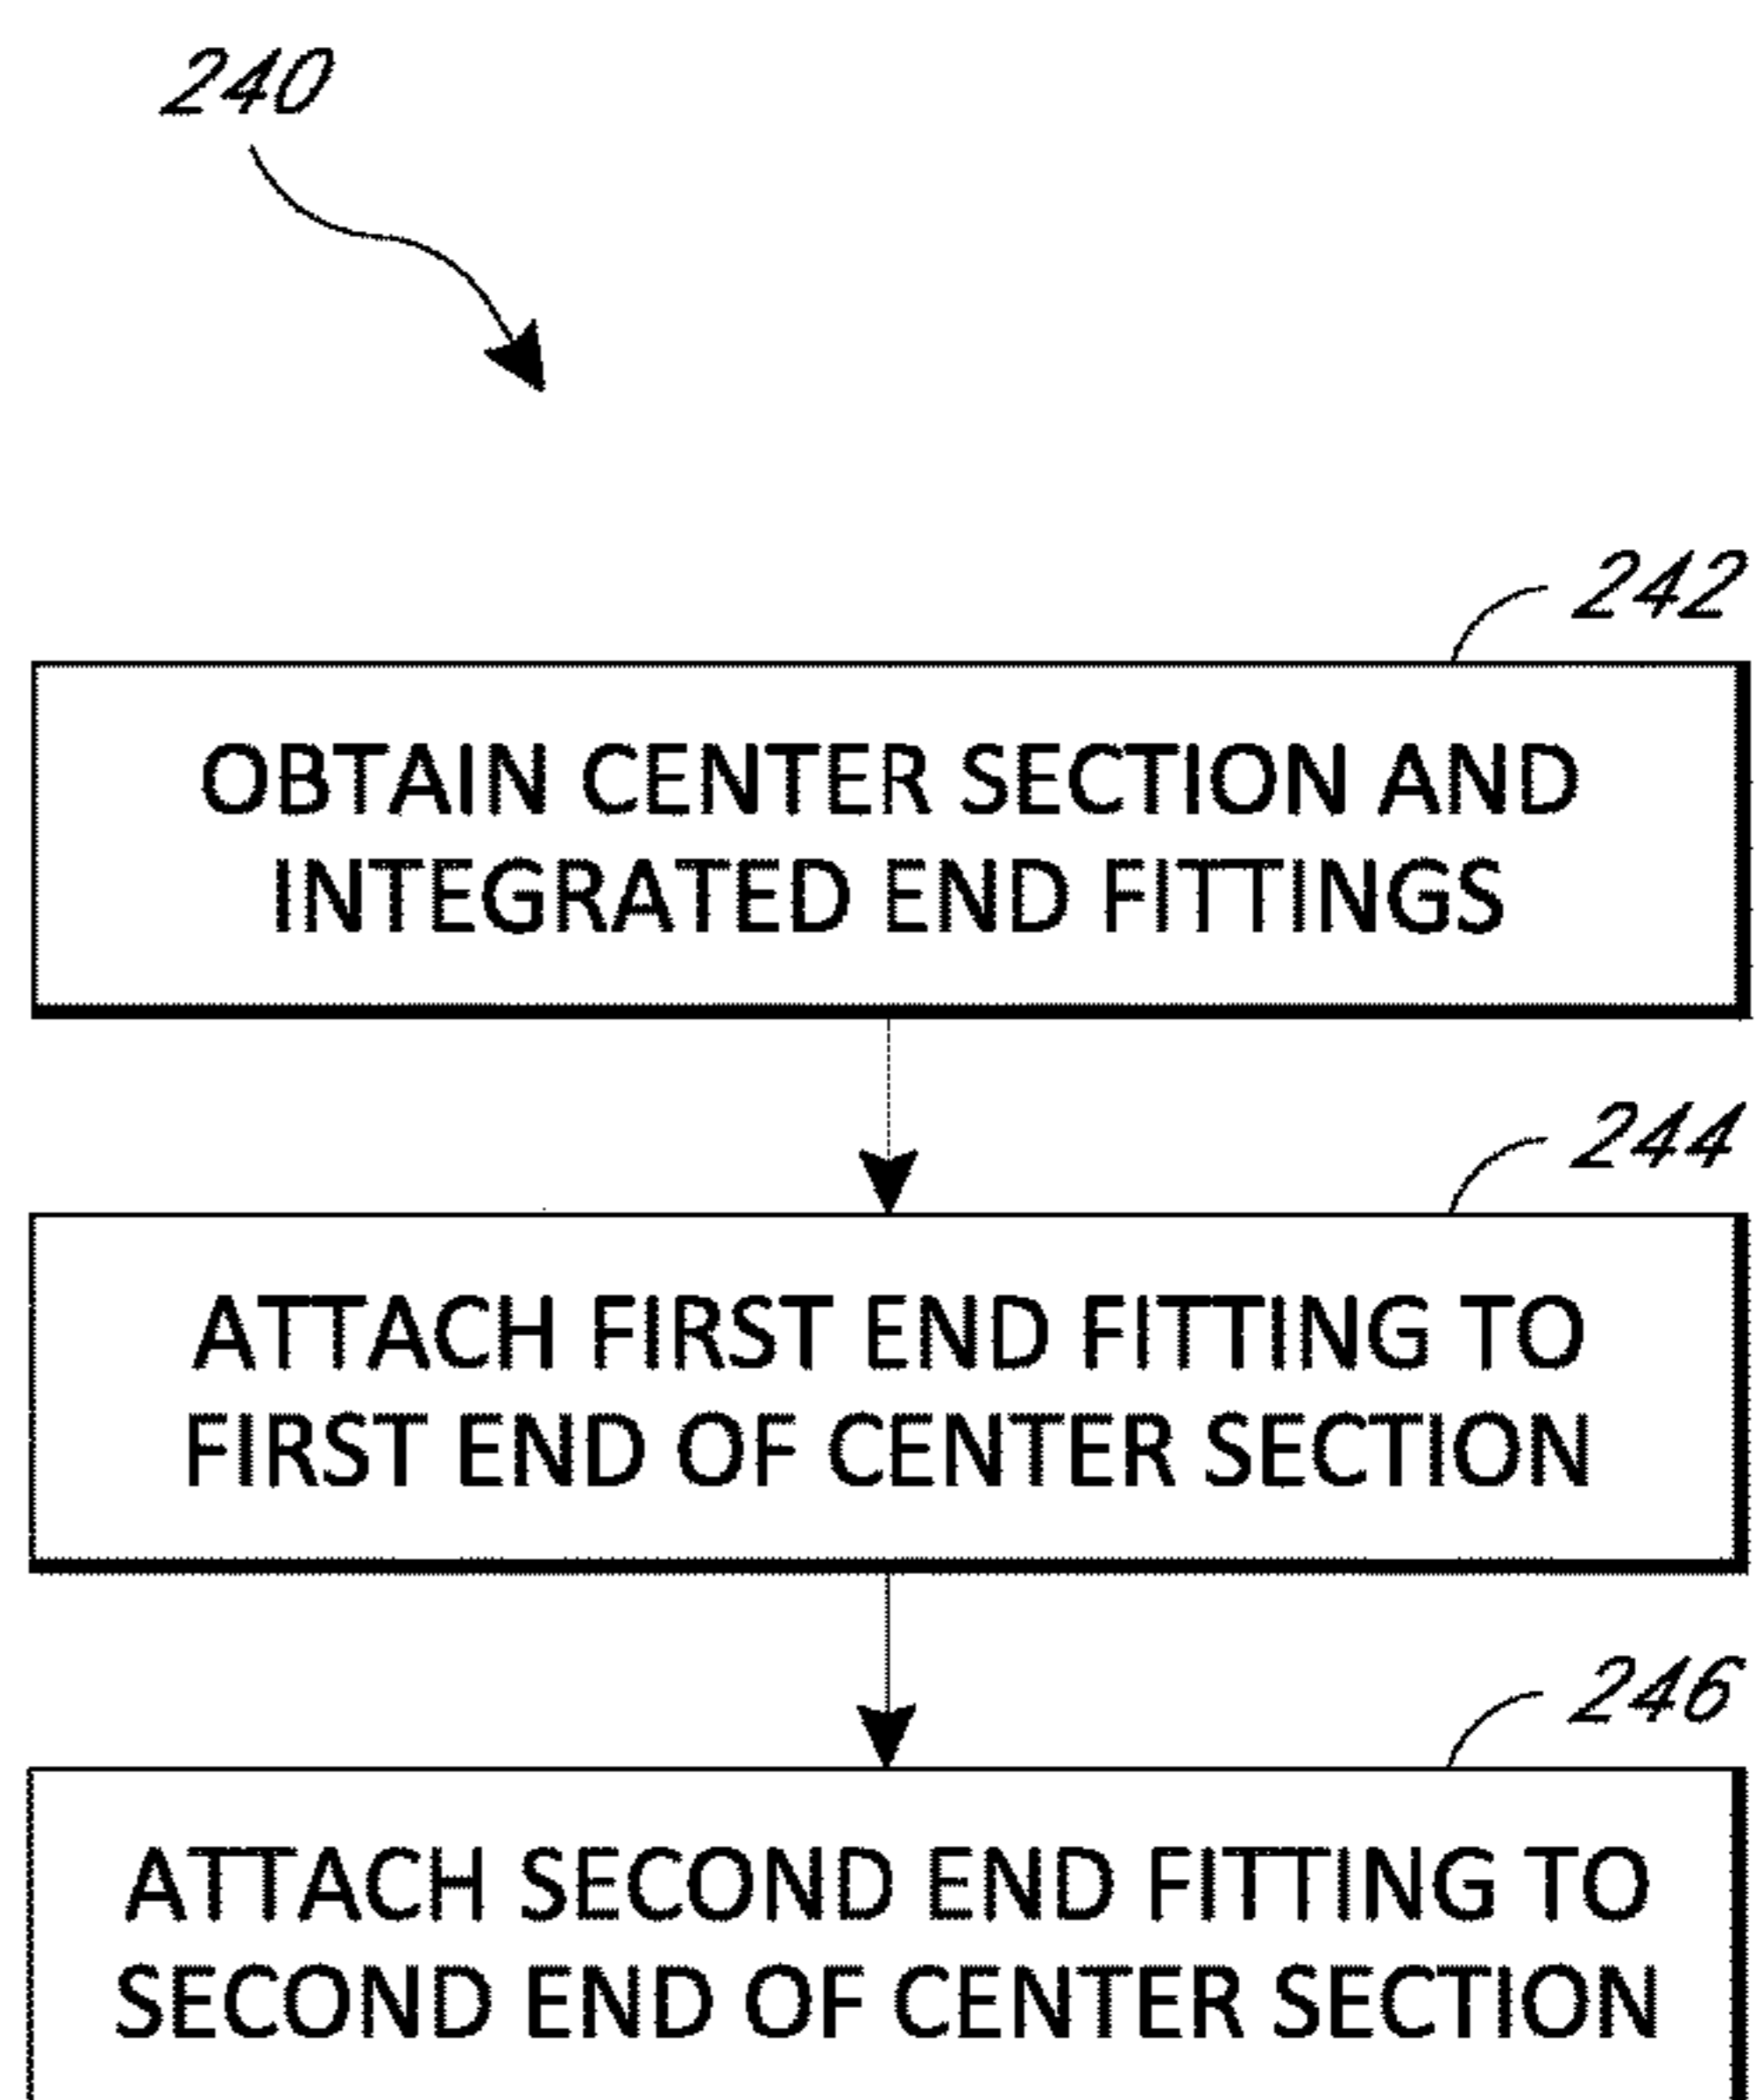 240
242
OBTAIN CENTER SECTION AND
INTEGRATED END FITTINGS
244
ATTACH FIRST END FITTING TO
FIRST END OF CENTER SECTION
246
ATTACH SECOND END FITTING TO
SECOND END OF CENTER SECTION